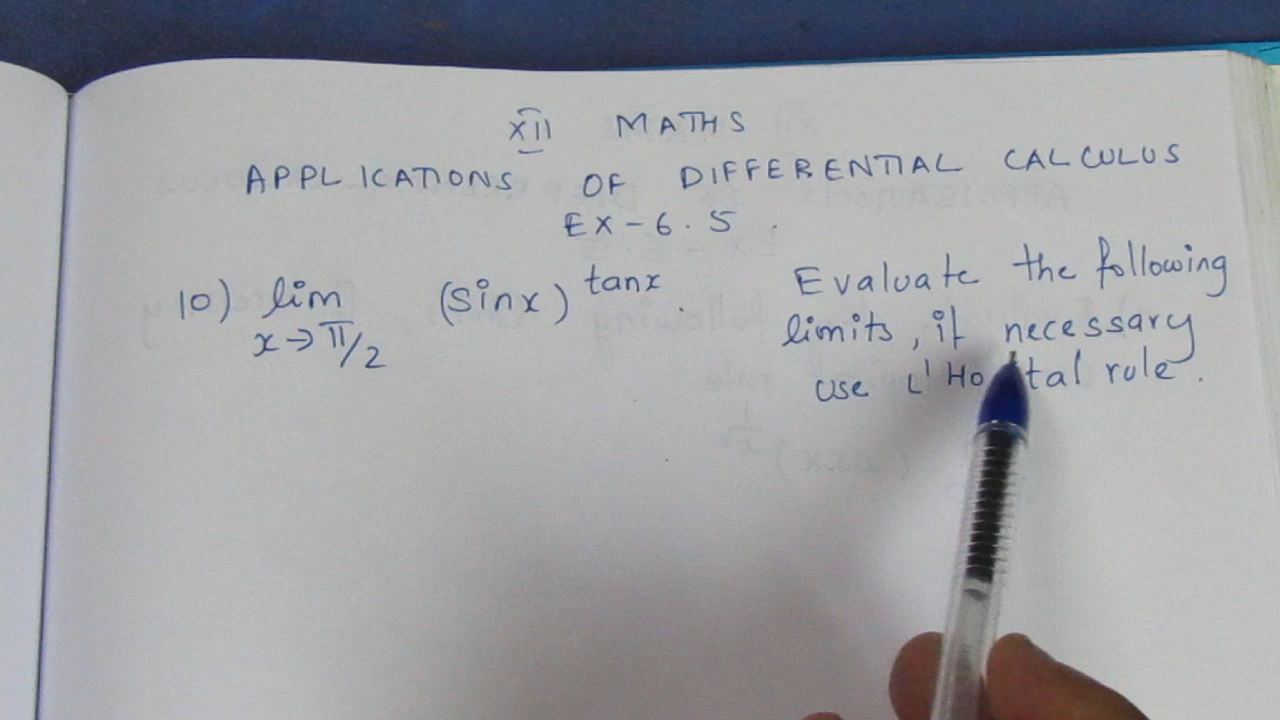 XII MATHS
APPLICATIONS OF DIFFERENTIAL CALCULUS
EX-6.5.
10) lim x→π/2 (sinx)^tanx. Evaluate the following
limits, if necessary
use L' rule.